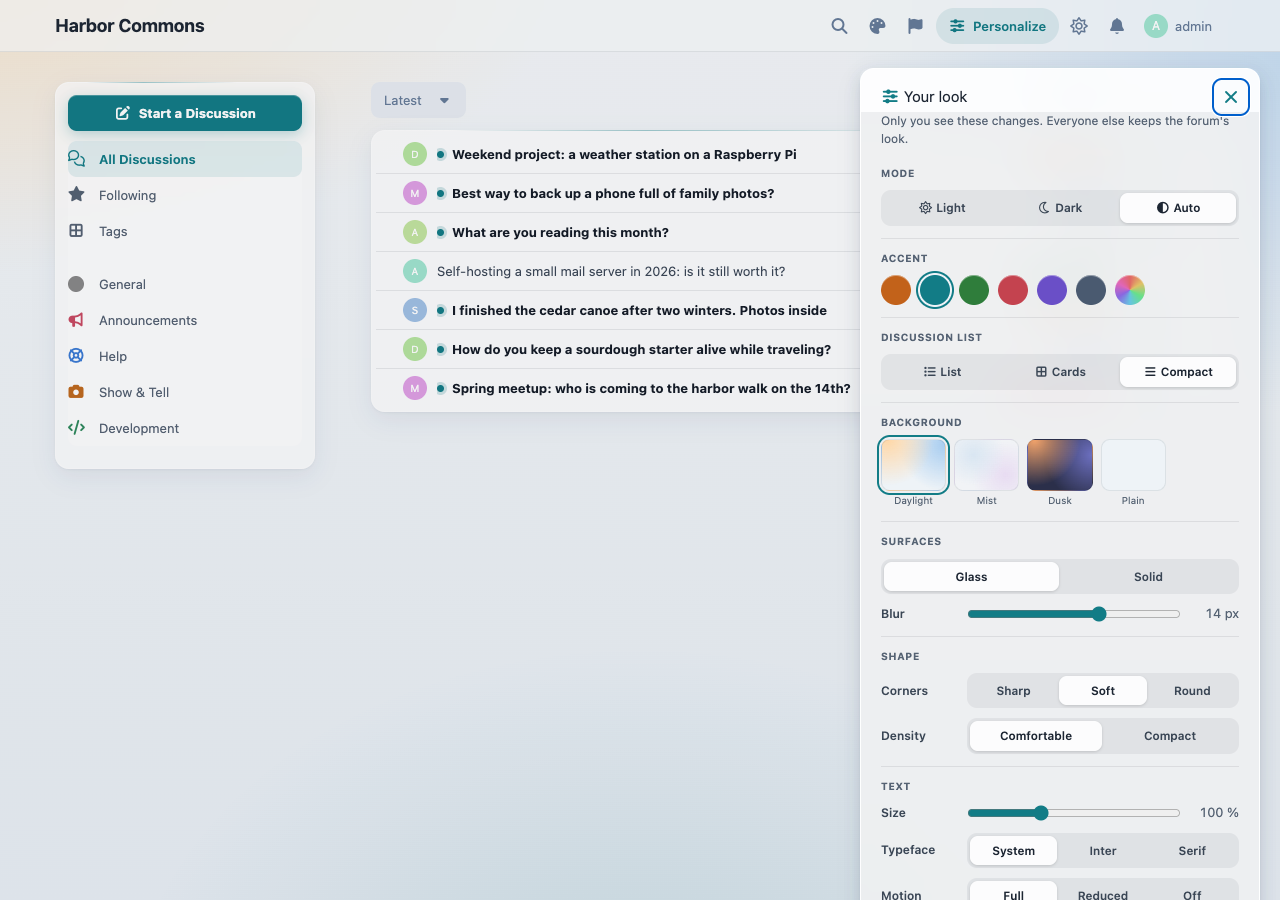 Harbor Commons
Personalize
A
admin
Start a Discussion
All Discussions
Following
Tags
General
Announcements
Help
Show & Tell
Development
Latest
D
Weekend project: a weather station on a Raspberry Pi
M
Best way to back up a phone full of family photos?
A
What are you reading this month?
A
Self-hosting a small mail server in 2026: is it still worth it?
S
I finished the cedar canoe after two winters. Photos inside
D
How do you keep a sourdough starter alive while traveling?
M
Spring meetup: who is coming to the harbor walk on the 14th?
Your look
Only you see these changes. Everyone else keeps the forum's
look.
MODE
Light
Dark
Auto
ACCENT
DISCUSSION LIST
List
Cards
Compact
BACKGROUND
Daylight
Mist
Dusk
Plain
SURFACES
Glass
Solid
Blur
14 px
SHAPE
Corners
Sharp
Soft
Round
Density
Comfortable
Compact
TEXT
Size
100 %
Typeface
System
Inter
Serif
Motion
Full
Reduced
Off